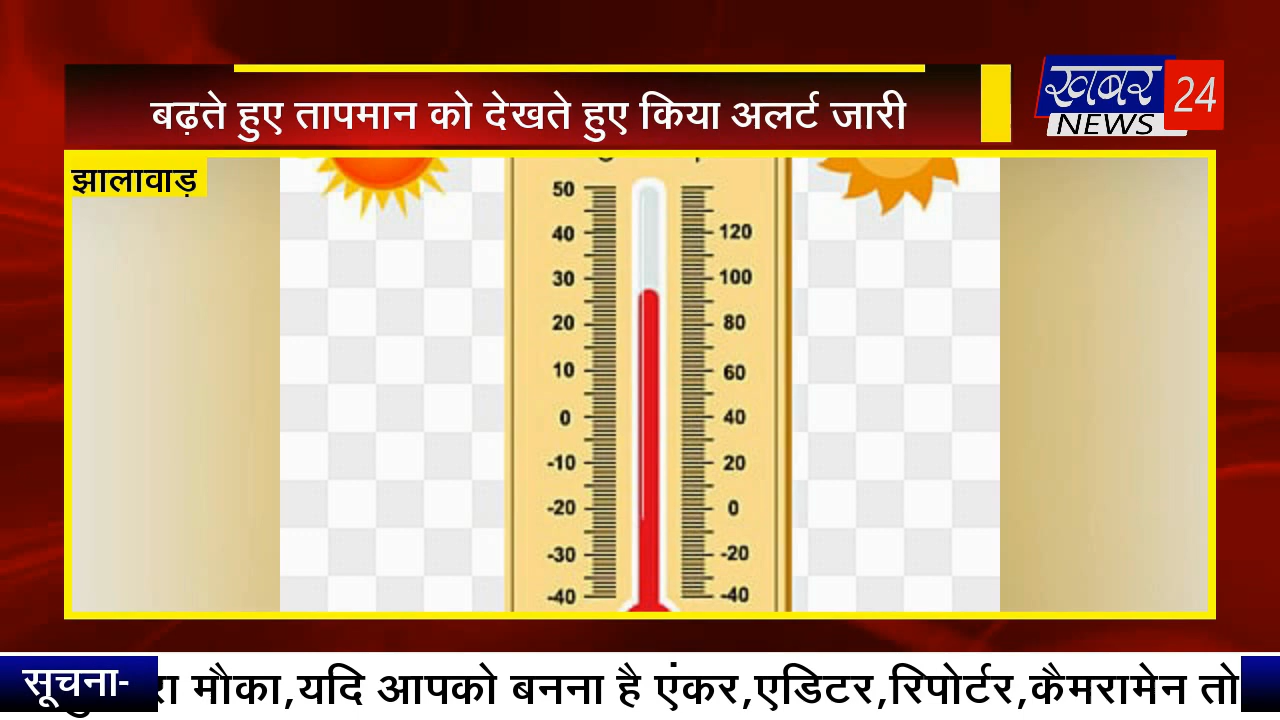 बढ़ते हुए तापमान को देखते हुए किया अलर्ट जारी
खबर 24
NEWS
झालावाड़
50
40 120
30 100
20 80
10 60
0 40
-10 20
-20 0
-30 -20
-40 -40
सूचना- मौका,यदि आपको बनना है एंकर,एडिटर,रिपोर्टर,कैमरामेन तो